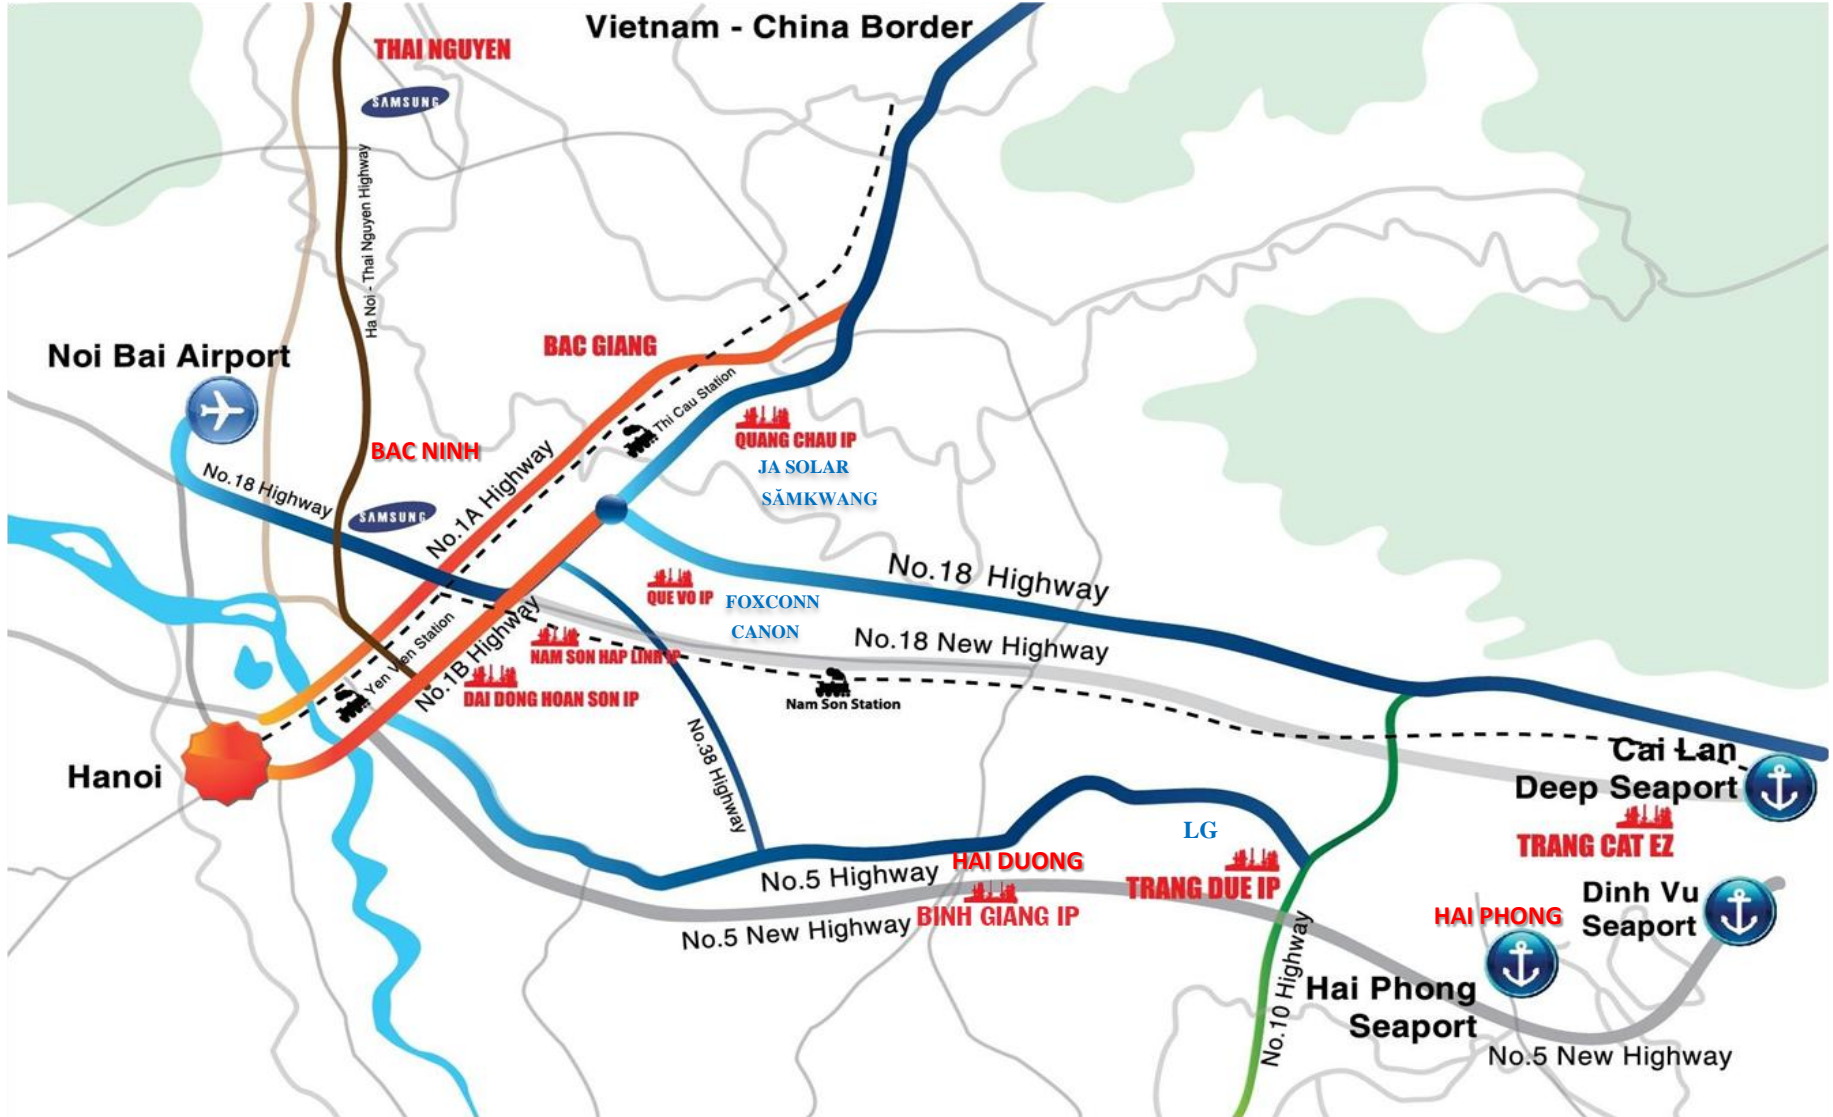 Vietnam - China Border
THAI NGUYEN
SAMSUNG
Ha Noi - Thai Nguyen Highway
Noi Bai Airport
BAC GIANG
Thi Cau Station
QUANG CHAU IP
JA SOLAR
SĂMKWANG
BAC NINH
No.18 Highway
SAMSUNG
No.1A Highway
No.18 Highway
QUE VO IP
FOXCONN
CANON
No.18 New Highway
Yen Vien Station
No.1B Highway
NAM SON HAP LINH IP
DAI DONG HOAN SON IP
Nam Son Station
No.38 Highway
Hanoi
Cai Lan
Deep Seaport
TRANG CAT EZ
LG
HAI DUONG
No.5 Highway
TRANG DUE IP
BINH GIANG IP
No.5 New Highway
Dinh Vu
Seaport
HAI PHONG
No.10 Highway
Hai Phong
Seaport
No.5 New Highway